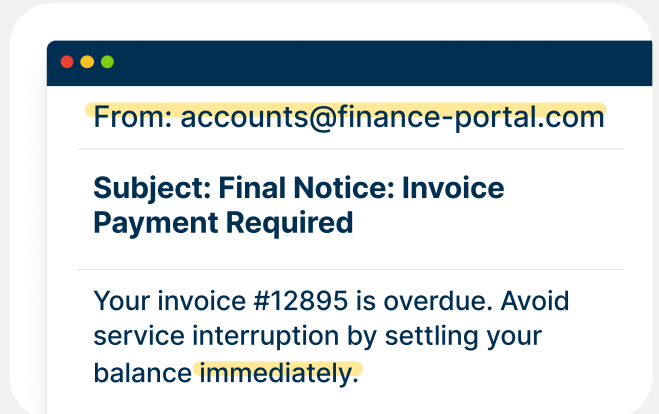 From: accounts@finance-portal.com
Subject: Final Notice: Invoice
Payment Required
Your invoice #12895 is overdue. Avoid
service interruption by settling your
balance immediately.